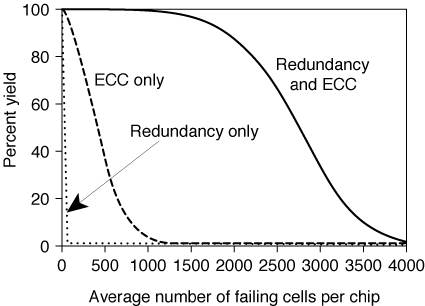 Percent yield
100
80
60
40
20
0
ECC only
Redundancy
and ECC
Redundancy only
0 500 1000 1500 2000 2500 3000 3500 4000
Average number of failing cells per chip